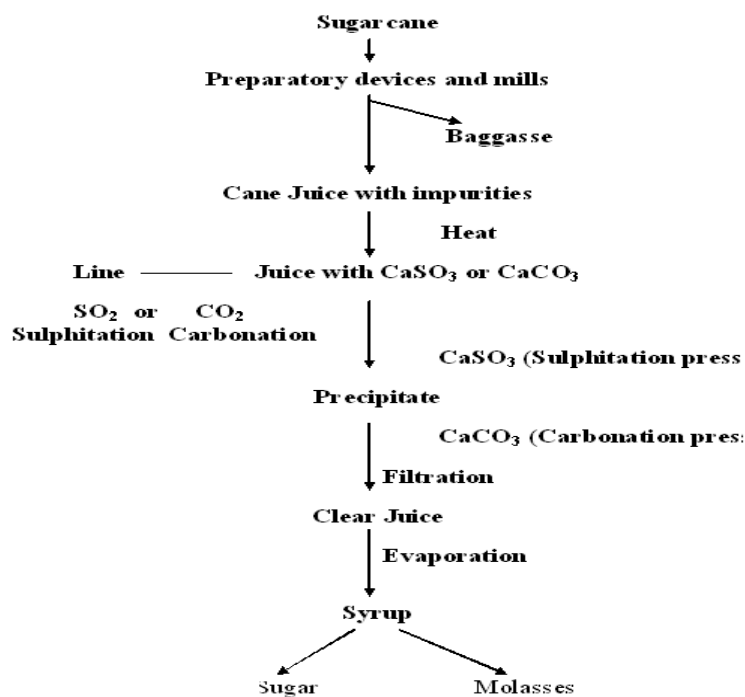 Sugarcane
Preparatory devices and mills
Baggasse
Cane Juice with impurities
Heat
Line Juice with CaSO₃ or CaCO₃
SO₂ or CO₂
Sulphitation Carbonation
CaSO₃ (Sulphitation press
Precipitate
CaCO₃ (Carbonation pres
Filtration
Clear Juice
Evaporation
Syrup
Sugar Molasses